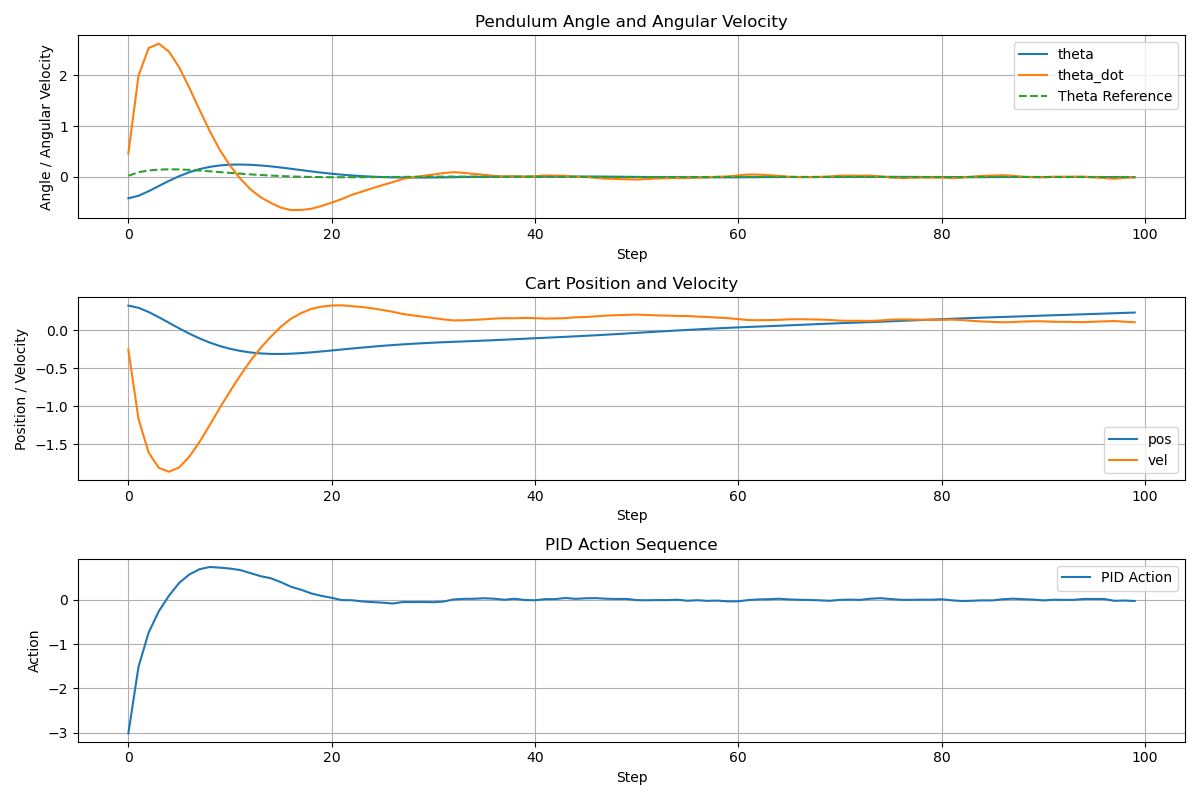 Pendulum Angle and Angular Velocity
Angle / Angular Velocity
2
1
0
theta
theta_dot
Theta Reference
0 20 40 60 80 100
Step
Cart Position and Velocity
Position / Velocity
0.0
−0.5
−1.0
−1.5
pos
vel
0 20 40 60 80 100
Step
PID Action Sequence
Action
0
−1
−2
−3
PID Action
0 20 40 60 80 100
Step